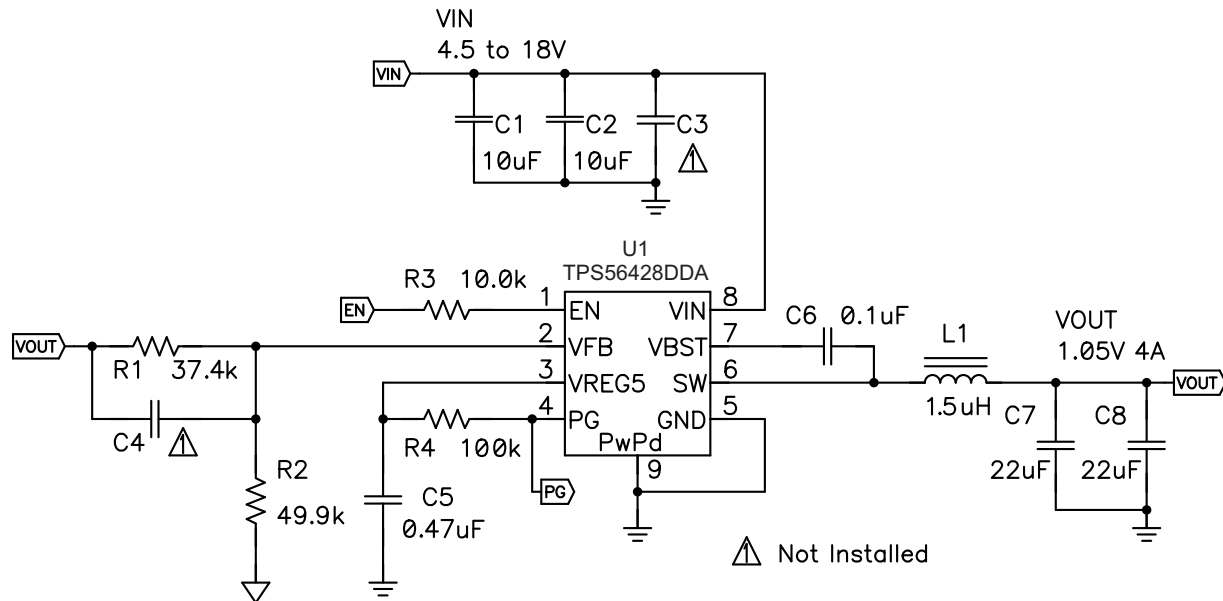 VIN
4.5 to 18V
VIN
C1
C2
C3
10uF
10uF
1
U1
TPS56428DDA
R3 10.0k
EN
1
EN
VIN
8
C6 0.1uF
L1
VOUT
1.05V 4A
VOUT
R1 37.4k
2
VFB
VBST
7
3
VREG5
SW
6
1.5uH
VOUT
C4
1
R4 100k
4
PG
GND
5
C7
C8
PwPd
9
22uF
22uF
R2
49.9k
C5
0.47uF
PG
1 Not Installed